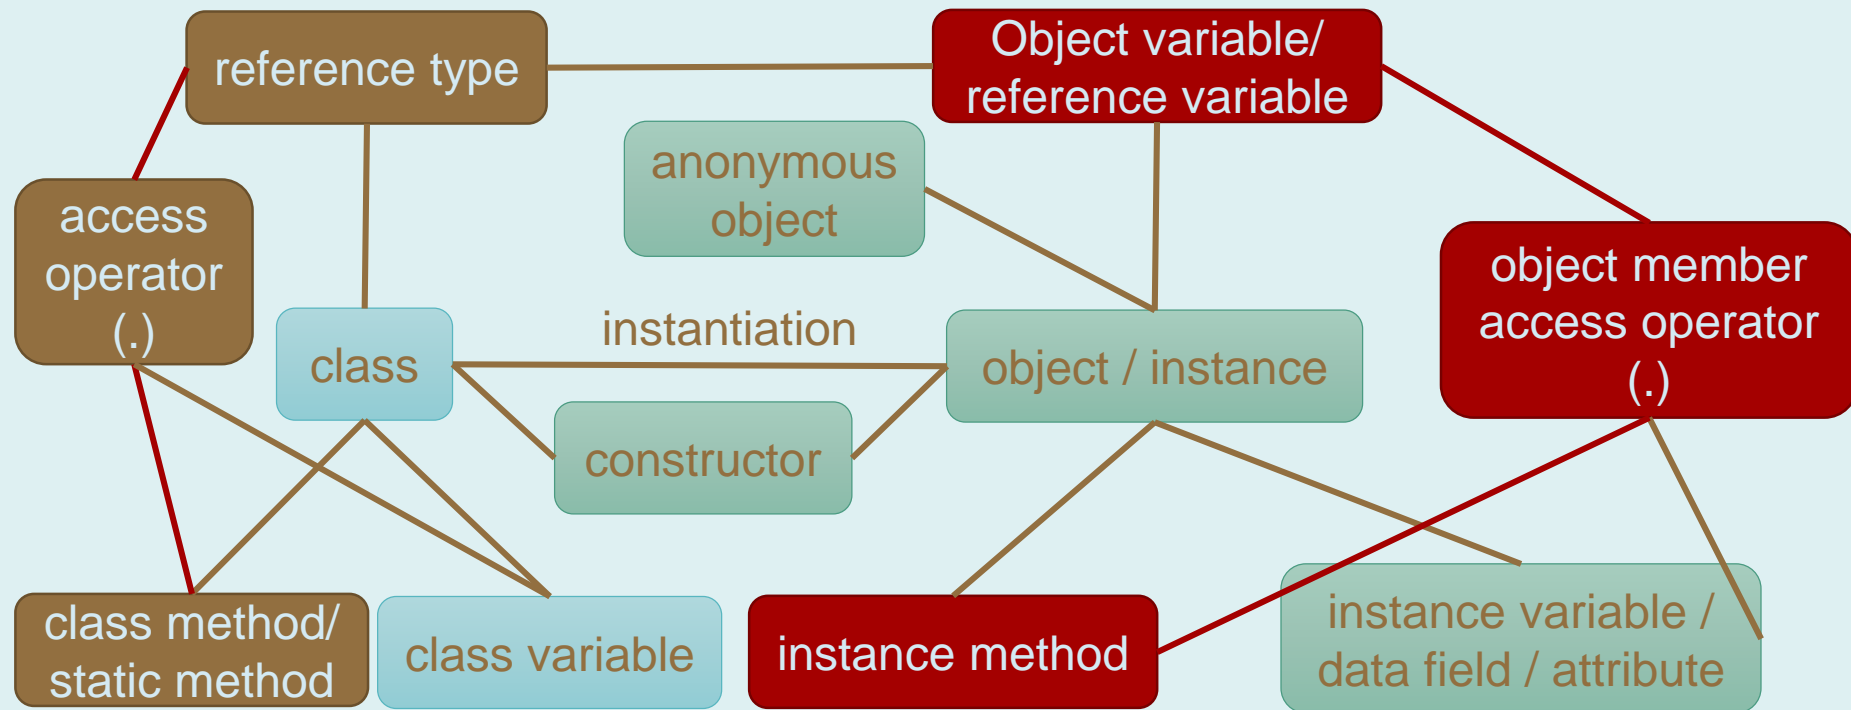 reference type
Object variable/
reference variable
anonymous
object
access
operator
(.)
object member
access operator
(.)
instantiation
class
object / instance
constructor
class method/
static method
class variable
instance method
instance variable /
data field / attribute